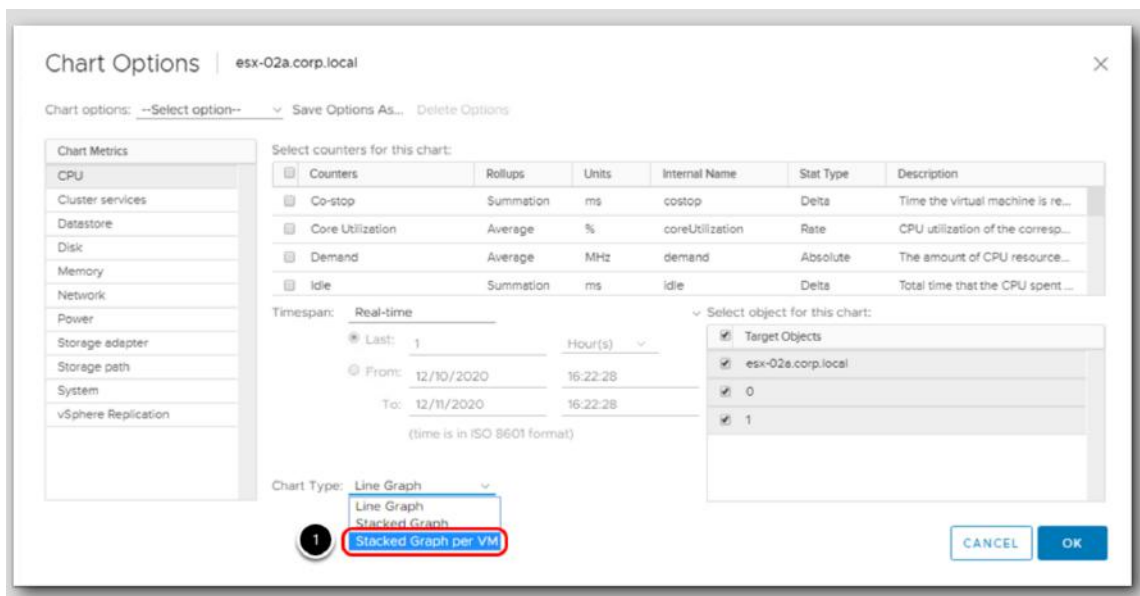 Chart Options | esx-02a.corp.local
Chart options: --Select option-- Save Options As... Delete Options
Chart Metrics
CPU
Cluster services
Datastore
Disk
Memory
Network
Power
Storage adapter
Storage path
System
vSphere Replication
Select counters for this chart:
Counters Rollups Units Internal Name Stat Type Description
Co-stop Summation ms costop Delta Time the virtual machine is re...
Core Utilization Average % coreUtilization Rate CPU utilization of the corresp...
Demand Average MHz demand Absolute The amount of CPU resource...
Idle Summation ms idle Delta Total time that the CPU spent ...
Timespan: Real-time
Last: 1 Hour(s)
From: 12/10/2020 16:22:28
To: 12/11/2020 16:22:28
(time is in ISO 8601 format)
Select object for this chart:
Target Objects
esx-02a.corp.local
0
1
Chart Type: Line Graph
Line Graph
Stacked Graph
1 Stacked Graph per VM
CANCEL OK